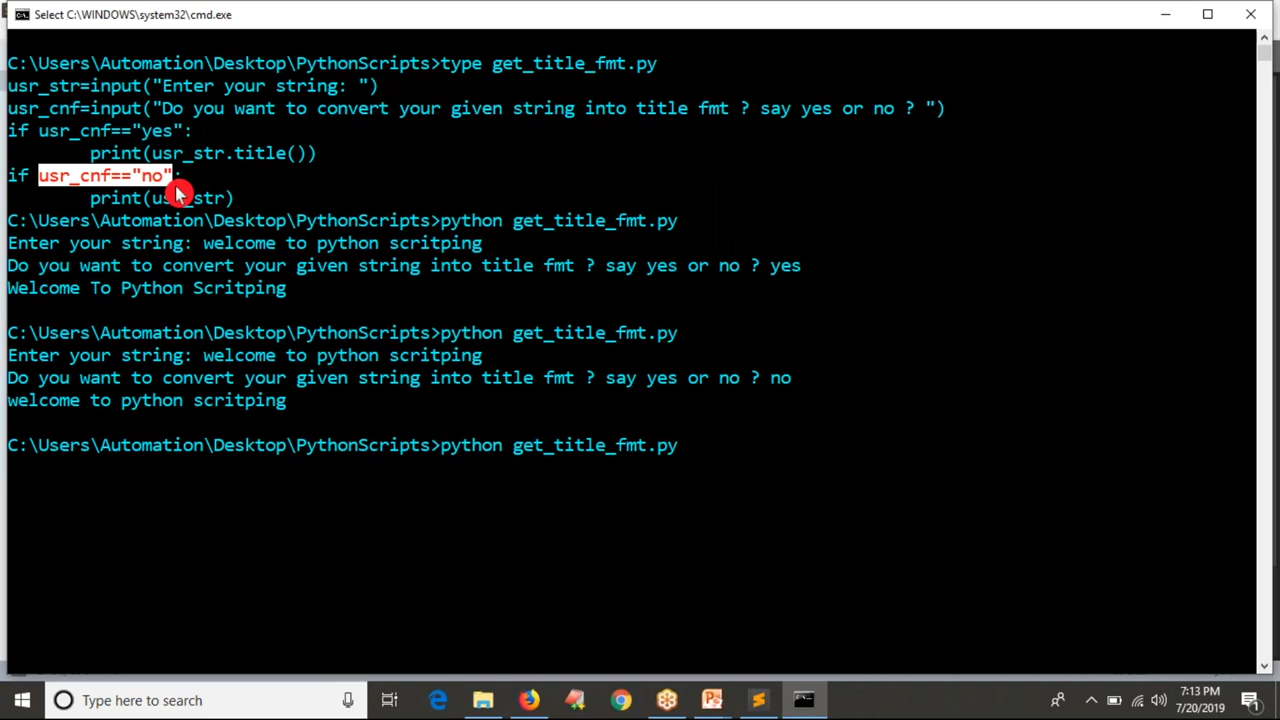 Select C:\WINDOWS\system32\cmd.exe
C:\Users\Automation\Desktop\PythonScripts>type get_title_fmt.py
usr_str=input("Enter your string: ")
usr_cnf=input("Do you want to convert your given string into title fmt ? say yes or no ? ")
if usr_cnf=="yes":
print(usr_str.title())
if usr_cnf=="no":
print(usr_str)
C:\Users\Automation\Desktop\PythonScripts>python get_title_fmt.py
Enter your string: welcome to python scritping
Do you want to convert your given string into title fmt ? say yes or no ? yes
Welcome To Python Scritping
C:\Users\Automation\Desktop\PythonScripts>python get_title_fmt.py
Enter your string: welcome to python scritping
Do you want to convert your given string into title fmt ? say yes or no ? no
welcome to python scritping
C:\Users\Automation\Desktop\PythonScripts>python get_title_fmt.py
Type here to search
7:13 PM
7/20/2019
1